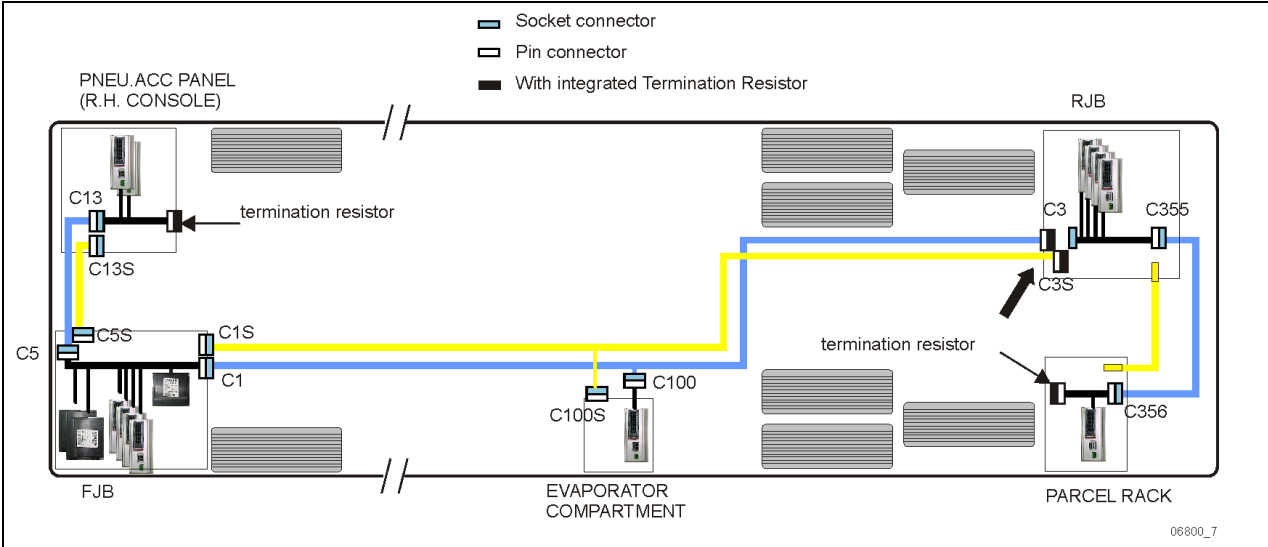 Socket connector
Pin connector
With integrated Termination Resistor
PNEU.ACC PANEL
(R.H. CONSOLE)
RJB
C13
termination resistor
C3
C355
C13S
C3S
C5S
C1S
C5
termination resistor
C1
C100
C100S
C356
FJB
EVAPORATOR
COMPARTMENT
PARCEL RACK
06800_7